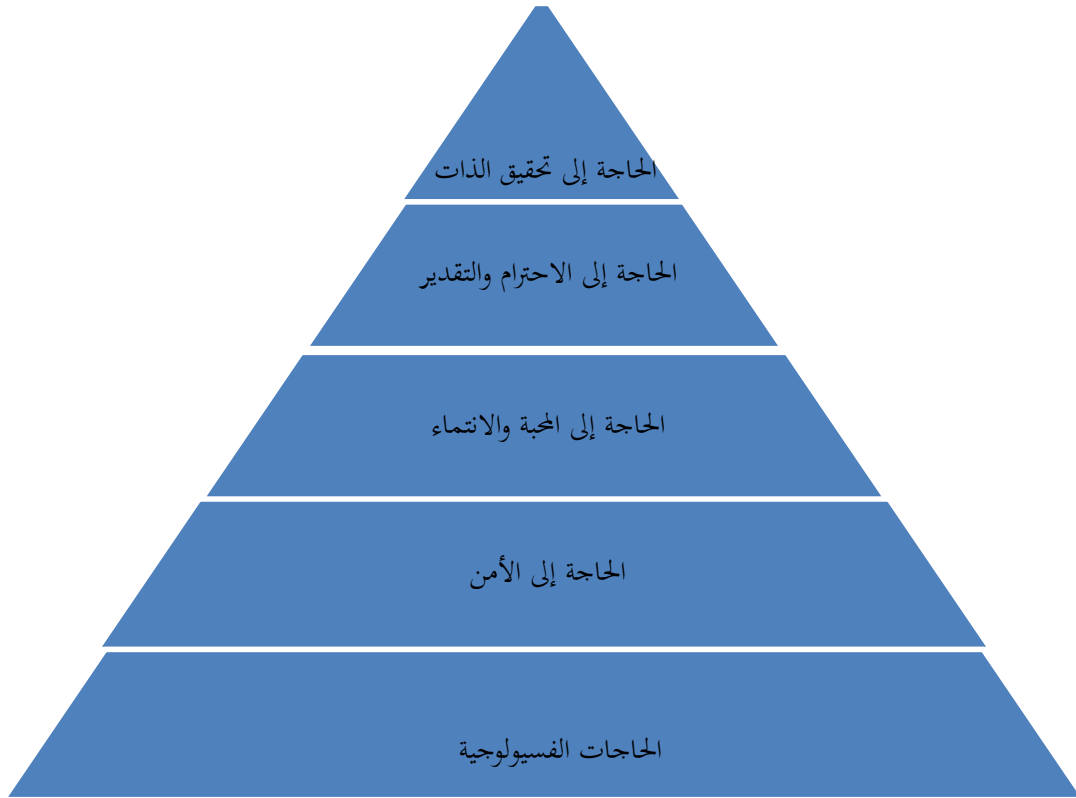 الحاجة إلى تحقيق الذات
الحاجة إلى الاحترام والتقدير
الحاجة إلى المحبة والانتماء
الحاجة إلى الأمن
الحاجات الفسيولوجية